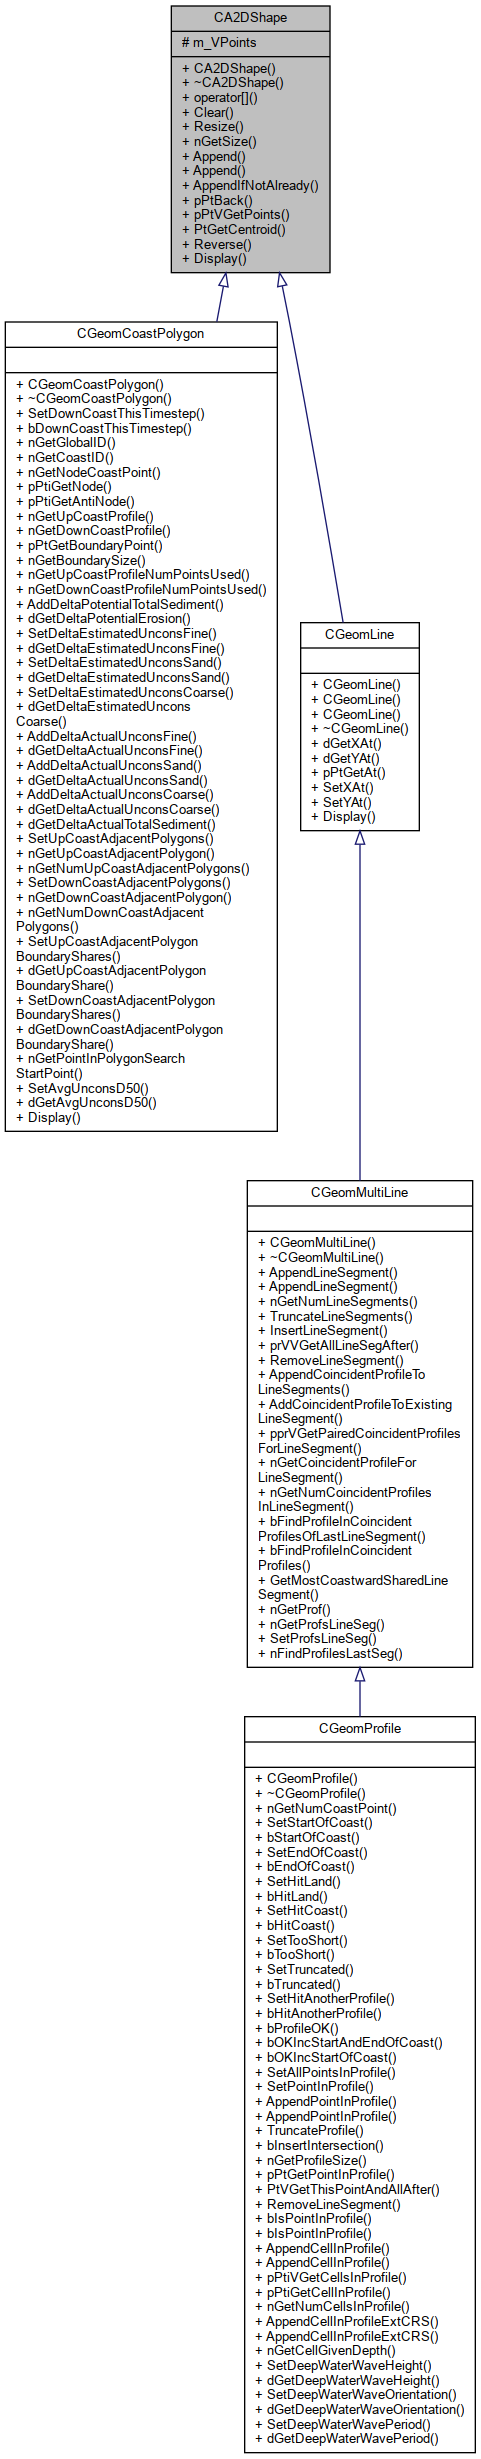 CA2DShape
# m_VPoints
+ CA2DShape()
+ ~CA2DShape()
+ operator[]()
+ Clear()
+ Resize()
+ nGetSize()
+ Append()
+ Append()
+ AppendIfNotAlready()
+ pPtBack()
+ pPtVGetPoints()
+ PtGetCentroid()
+ Reverse()
+ Display()
CGeomCoastPolygon
+ CGeomCoastPolygon()
+ ~CGeomCoastPolygon()
+ SetDownCoastThisTimestep()
+ bDownCoastThisTimestep()
+ nGetGlobalID()
+ nGetCoastID()
+ nGetNodeCoastPoint()
+ pPtiGetNode()
+ pPtiGetAntiNode()
+ nGetUpCoastProfile()
+ nGetDownCoastProfile()
+ pPtGetBoundaryPoint()
+ nGetBoundarySize()
+ nGetUpCoastProfileNumPointsUsed()
+ nGetDownCoastProfileNumPointsUsed()
+ AddDeltaPotentialTotalSediment()
+ dGetDeltaPotentialErosion()
+ SetDeltaEstimatedUnconsFine()
+ dGetDeltaEstimatedUnconsFine()
+ SetDeltaEstimatedUnconsSand()
+ dGetDeltaEstimatedUnconsSand()
+ SetDeltaEstimatedUnconsCoarse()
+ dGetDeltaEstimatedUncons
Coarse()
+ AddDeltaActualUnconsFine()
+ dGetDeltaActualUnconsFine()
+ AddDeltaActualUnconsSand()
+ dGetDeltaActualUnconsSand()
+ AddDeltaActualUnconsCoarse()
+ dGetDeltaActualUnconsCoarse()
+ dGetDeltaActualTotalSediment()
+ SetUpCoastAdjacentPolygons()
+ nGetUpCoastAdjacentPolygon()
+ nGetNumUpCoastAdjacentPolygons()
+ SetDownCoastAdjacentPolygons()
+ nGetDownCoastAdjacentPolygon()
+ nGetNumDownCoastAdjacent
Polygons()
+ SetUpCoastAdjacentPolygon
BoundaryShares()
+ dGetUpCoastAdjacentPolygon
BoundaryShare()
+ SetDownCoastAdjacentPolygon
BoundaryShares()
+ dGetDownCoastAdjacentPolygon
BoundaryShare()
+ nGetPointInPolygonSearch
StartPoint()
+ SetAvgUnconsD50()
+ dGetAvgUnconsD50()
+ Display()
CGeomLine
+ CGeomLine()
+ CGeomLine()
+ CGeomLine()
+ ~CGeomLine()
+ dGetXAt()
+ dGetYAt()
+ pPtGetAt()
+ SetXAt()
+ SetYAt()
+ Display()
CGeomMultiLine
+ CGeomMultiLine()
+ ~CGeomMultiLine()
+ AppendLineSegment()
+ AppendLineSegment()
+ nGetNumLineSegments()
+ TruncateLineSegments()
+ InsertLineSegment()
+ prVVGetAllLineSegAfter()
+ RemoveLineSegment()
+ AppendCoincidentProfileTo
LineSegments()
+ AddCoincidentProfileToExisting
LineSegment()
+ pprVGetPairedCoincidentProfiles
ForLineSegment()
+ nGetCoincidentProfileFor
LineSegment()
+ nGetNumCoincidentProfiles
InLineSegment()
+ bFindProfileInCoincident
ProfilesOfLastLineSegment()
+ bFindProfileInCoincident
Profiles()
+ GetMostCoastwardSharedLine
Segment()
+ nGetProf()
+ nGetProfsLineSeg()
+ SetProfsLineSeg()
+ nFindProfilesLastSeg()
CGeomProfile
+ CGeomProfile()
+ ~CGeomProfile()
+ nGetNumCoastPoint()
+ SetStartOfCoast()
+ bStartOfCoast()
+ SetEndOfCoast()
+ bEndOfCoast()
+ SetHitLand()
+ bHitLand()
+ SetHitCoast()
+ bHitCoast()
+ SetTooShort()
+ bTooShort()
+ SetTruncated()
+ bTruncated()
+ SetHitAnotherProfile()
+ bHitAnotherProfile()
+ bProfileOK()
+ bOKIncStartAndEndOfCoast()
+ bOKIncStartOfCoast()
+ SetAllPointsInProfile()
+ SetPointInProfile()
+ AppendPointInProfile()
+ AppendPointInProfile()
+ TruncateProfile()
+ bInsertIntersection()
+ nGetProfileSize()
+ pPtGetPointInProfile()
+ PtVGetThisPointAndAllAfter()
+ RemoveLineSegment()
+ bIsPointInProfile()
+ bIsPointInProfile()
+ AppendCellInProfile()
+ AppendCellInProfile()
+ pPtiVGetCellsInProfile()
+ pPtiGetCellInProfile()
+ nGetNumCellsInProfile()
+ AppendCellInProfileExtCRS()
+ AppendCellInProfileExtCRS()
+ nGetCellGivenDepth()
+ SetDeepWaterWaveHeight()
+ dGetDeepWaterWaveHeight()
+ SetDeepWaterWaveOrientation()
+ dGetDeepWaterWaveOrientation()
+ SetDeepWaterWavePeriod()
+ dGetDeepWaterWavePeriod()